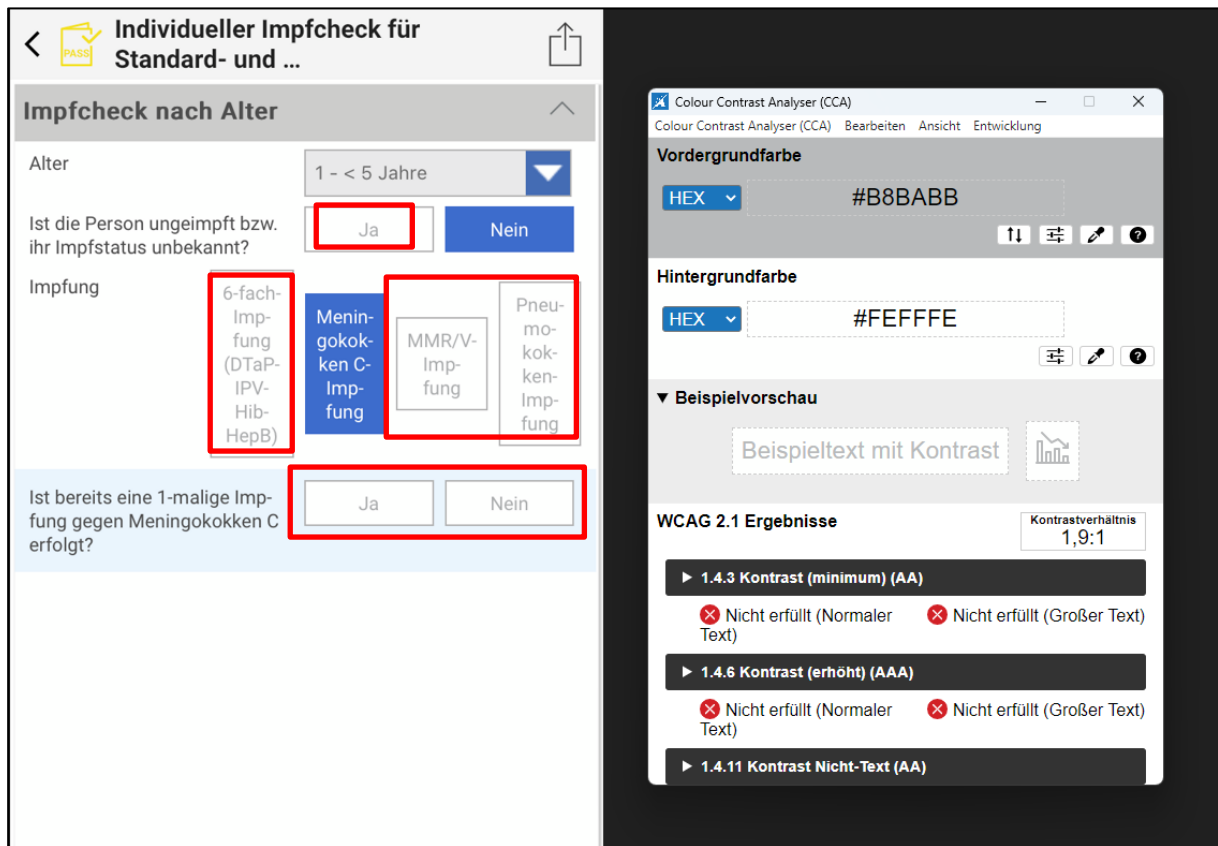 Individueller Impfcheck für
Standard- und ...
PASS
Impfcheck nach Alter
Alter
1 - < 5 Jahre
Ist die Person ungeimpft bzw.
ihr Impfstatus unbekannt?
Ja
Nein
Impfung
6-fach-
Imp-
fung
(DTaP-
IPV-
Hib-
HepB)
Menin-
gokok-
ken C-
Imp-
fung
MMR/V-
Imp-
fung
Pneu-
mo-
kok-
ken-
Imp-
fung
Ist bereits eine 1-malige Imp-
fung gegen Meningokokken C
erfolgt?
Ja
Nein
Colour Contrast Analyser (CCA)
Colour Contrast Analyser (CCA) Bearbeiten Ansicht Entwicklung
Vordergrundfarbe
HEX
#B8BABB
Hintergrundfarbe
HEX
#FEFFFE
▼ Beispielvorschau
Beispieltext mit Kontrast
WCAG 2.1 Ergebnisse
Kontrastverhältnis
1,9:1
▶ 1.4.3 Kontrast (minimum) (AA)
Nicht erfüllt (Normaler
Text)
Nicht erfüllt (Großer Text)
▶ 1.4.6 Kontrast (erhöht) (AAA)
Nicht erfüllt (Normaler
Text)
Nicht erfüllt (Großer Text)
▶ 1.4.11 Kontrast Nicht-Text (AA)